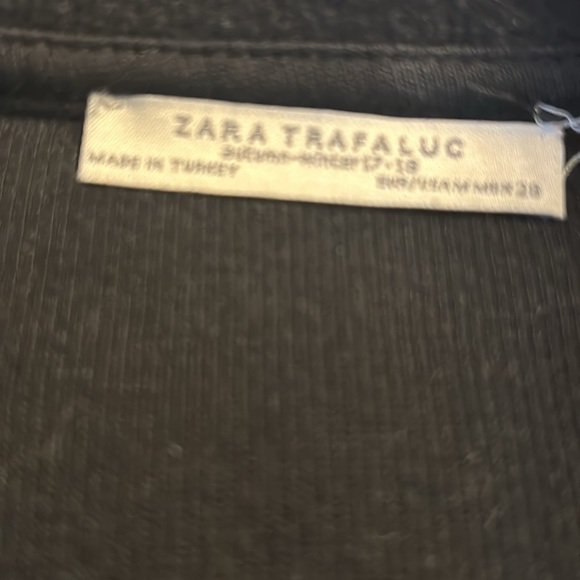 ZARA TRAFALUC
autumn-winter 17-18
MADE IN TURKEY